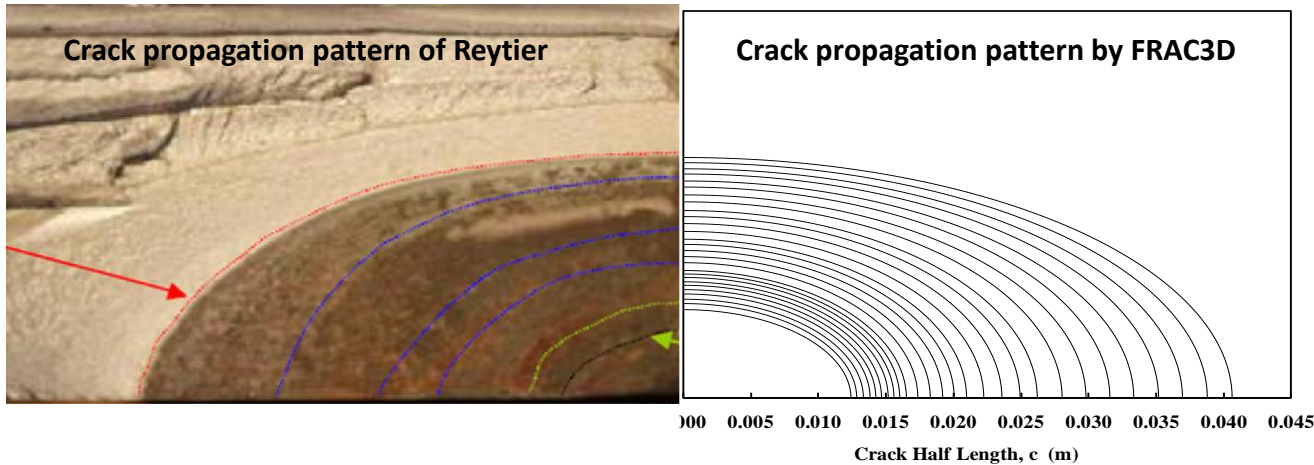 Crack propagation pattern of Reytier
Crack propagation pattern by FRAC3D
000 0.005 0.010 0.015 0.020 0.025 0.030 0.035 0.040 0.045
Crack Half Length, c (m)